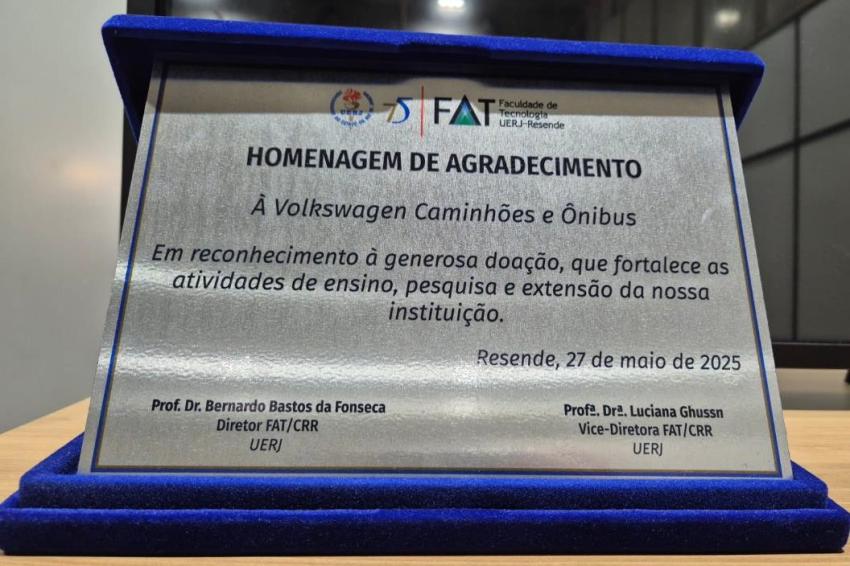 UERJ
75
FAT
Faculdade de
Tecnologia
UERJ-Resende
HOMENAGEM DE AGRADECIMENTO
À Volkswagen Caminhões e Ônibus
Em reconhecimento à generosa doação, que fortalece as
atividades de ensino, pesquisa e extensão da nossa
instituição.
Resende, 27 de maio de 2025
Prof. Dr. Bernardo Bastos da Fonseca
Diretor FAT/CRR
UERJ
Profª. Drª. Luciana Ghussn
Vice-Diretora FAT/CRR
UERJ